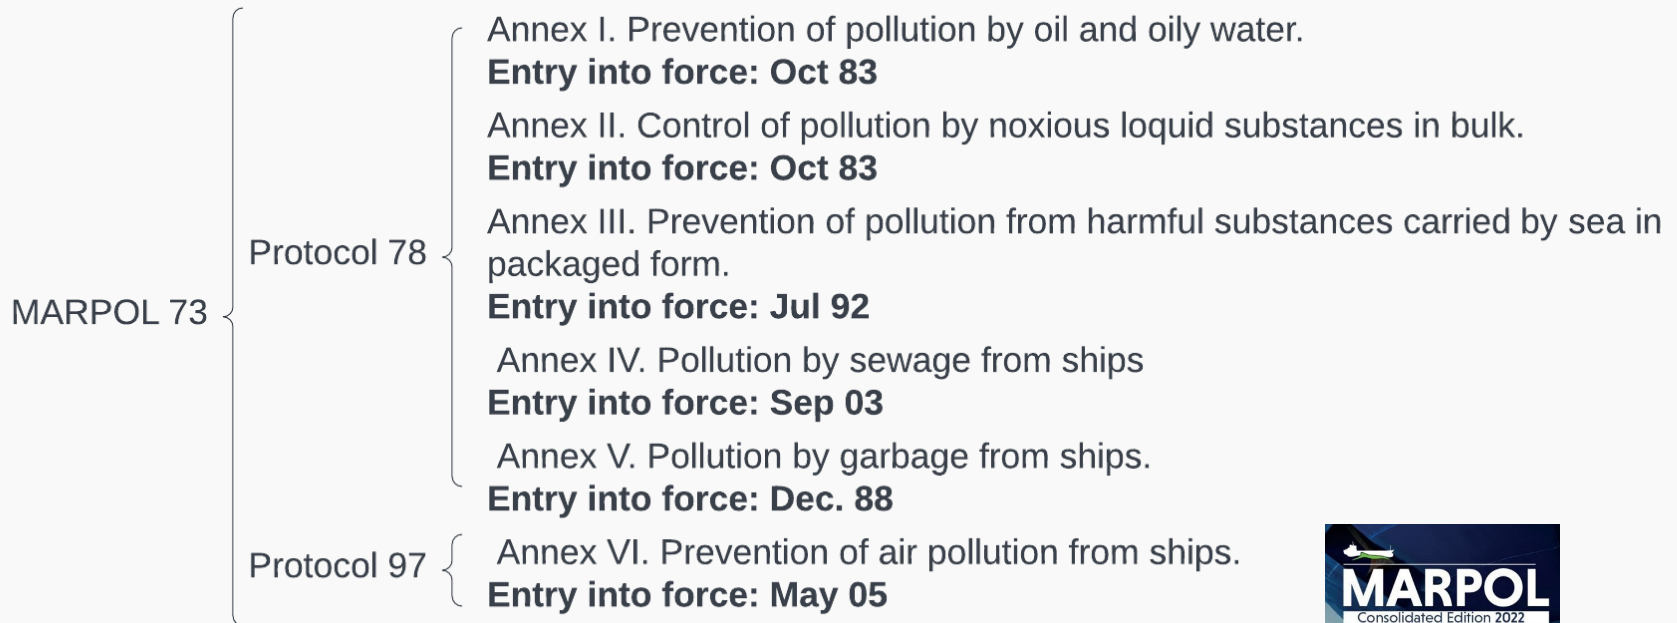 Annex I. Prevention of pollution by oil and oily water.
Entry into force: Oct 83
Annex II. Control of pollution by noxious loquid substances in bulk.
Entry into force: Oct 83
Annex III. Prevention of pollution from harmful substances carried by sea in
packaged form.
Entry into force: Jul 92
Protocol 78
MARPOL 73
Annex IV. Pollution by sewage from ships
Entry into force: Sep 03
Annex V. Pollution by garbage from ships.
Entry into force: Dec. 88
Protocol 97
Annex VI. Prevention of air pollution from ships.
Entry into force: May 05
MARPOL
Consolidated Edition 2022